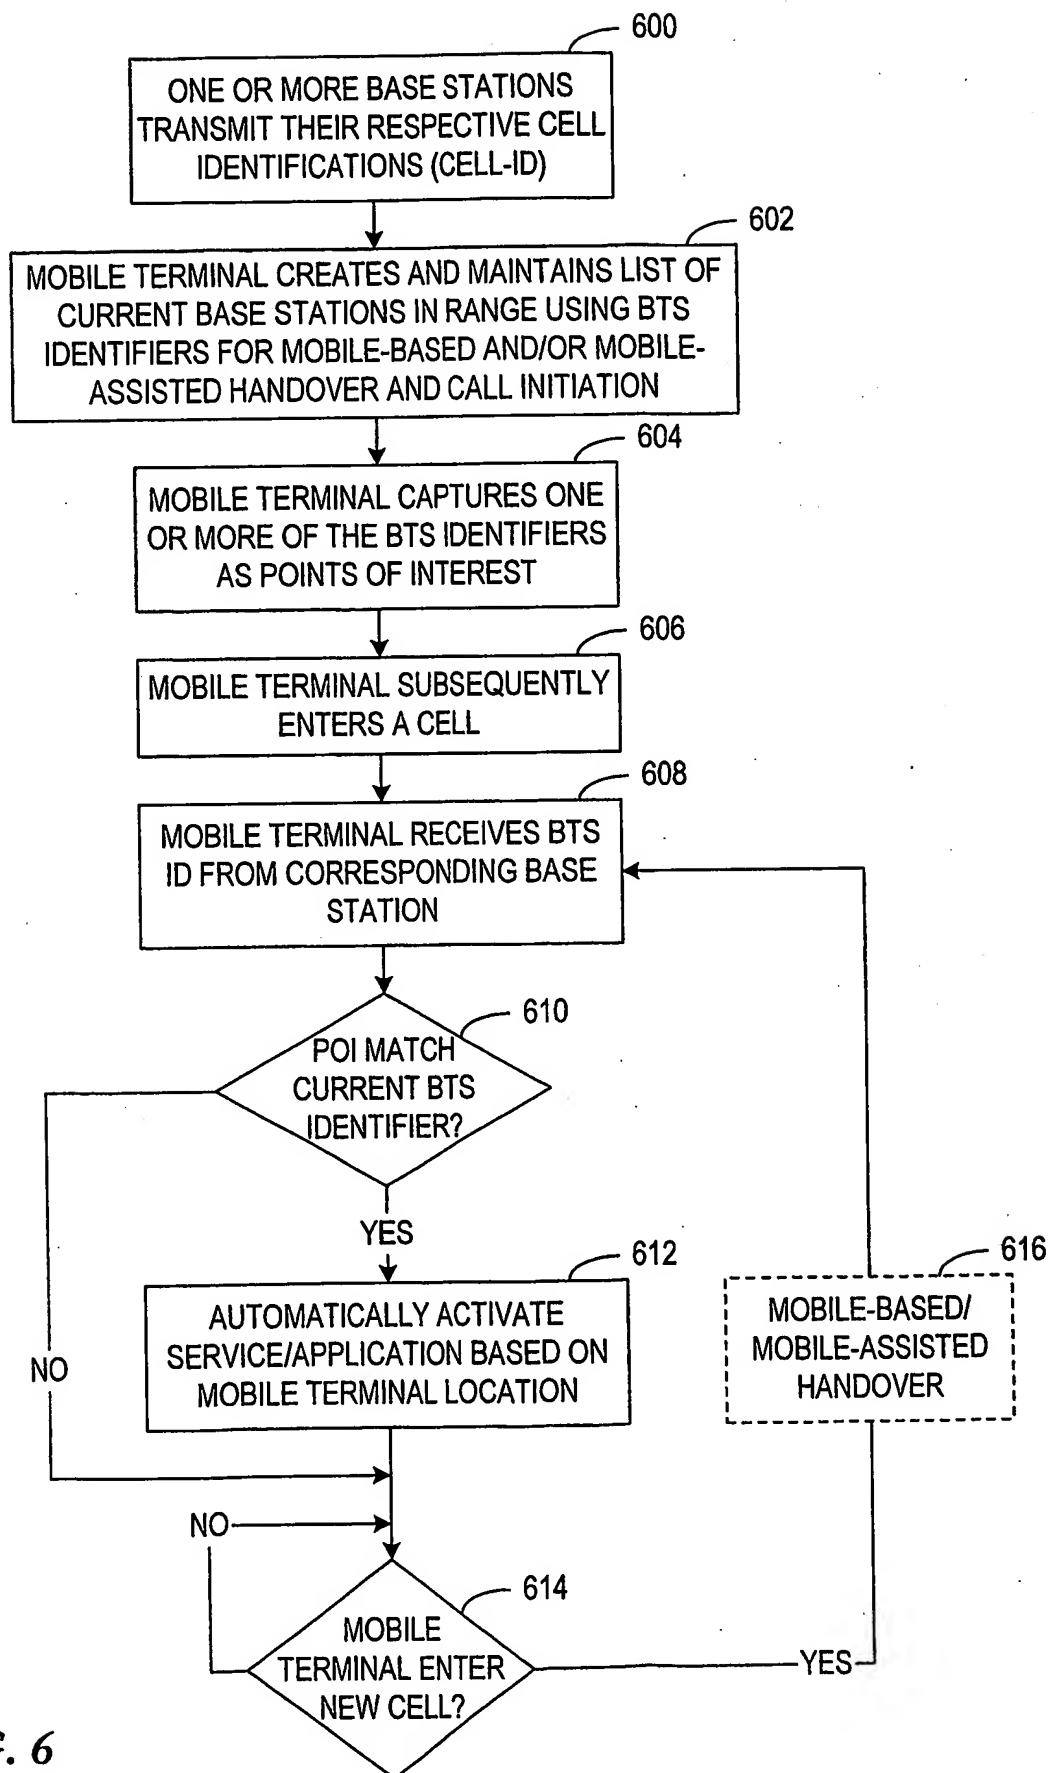 600
ONE OR MORE BASE STATIONS
TRANSMIT THEIR RESPECTIVE CELL
IDENTIFICATIONS (CELL-ID)
602
MOBILE TERMINAL CREATES AND MAINTAINS LIST OF
CURRENT BASE STATIONS IN RANGE USING BTS
IDENTIFIERS FOR MOBILE-BASED AND/OR MOBILE-
ASSISTED HANDOVER AND CALL INITIATION
604
MOBILE TERMINAL CAPTURES ONE
OR MORE OF THE BTS IDENTIFIERS
AS POINTS OF INTEREST
606
MOBILE TERMINAL SUBSEQUENTLY
ENTERS A CELL
608
MOBILE TERMINAL RECEIVES BTS
ID FROM CORRESPONDING BASE
STATION
610
POI MATCH
CURRENT BTS
IDENTIFIER?
YES
612
AUTOMATICALLY ACTIVATE
SERVICE/APPLICATION BASED ON
MOBILE TERMINAL LOCATION
616
MOBILE-BASED/
MOBILE-ASSISTED
HANDOVER
NO
NO
614
MOBILE
TERMINAL ENTER
NEW CELL?
YES
. 6